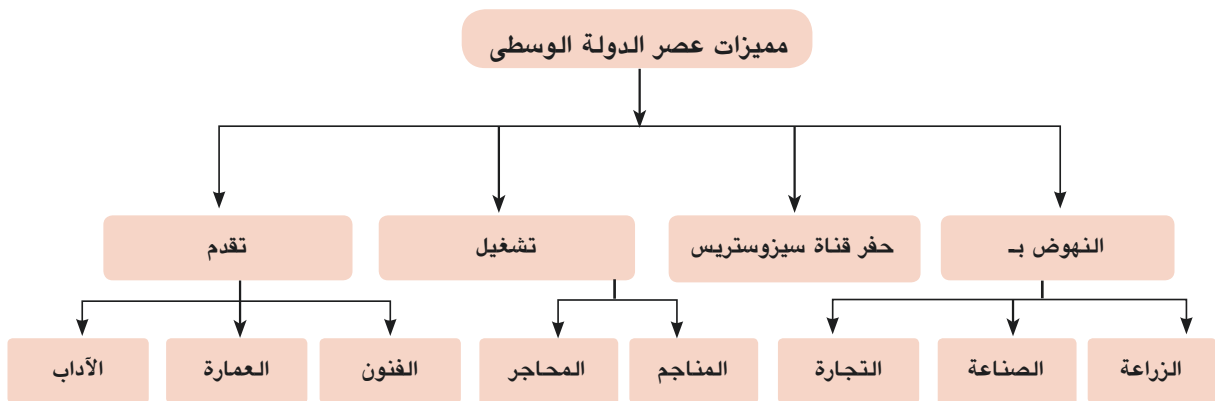 مميزات عصر الدولة الوسطى
النهوض بـ
حفر قناة سيزوستريس
تشغيل
تقدم
الزراعة
الصناعة
التجارة
المناجم
المحاجر
الفنون
العمارة
الآداب